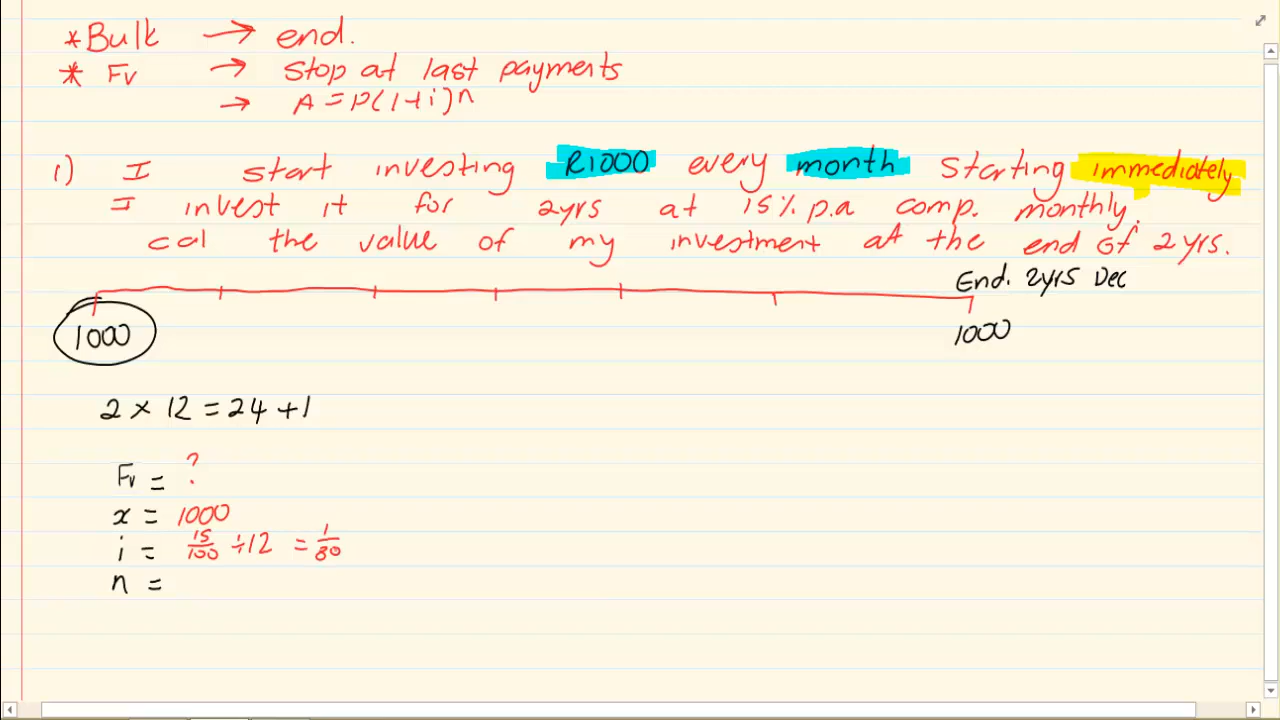 *Bulk → end.
* Fv → Stop at last payments
→ A = P(1+i)^n
1) I start investing R1000 every month starting immediately
I invest it for 2yrs at 15% p.a comp. monthly.
cal the value of my investment at the end of 2 yrs.
End. 2yrs Dec
1000
1000
2 × 12 = 24 + 1
Fv = ?
x = 1000
i = 15/100 ÷ 12 = 1/80
n =